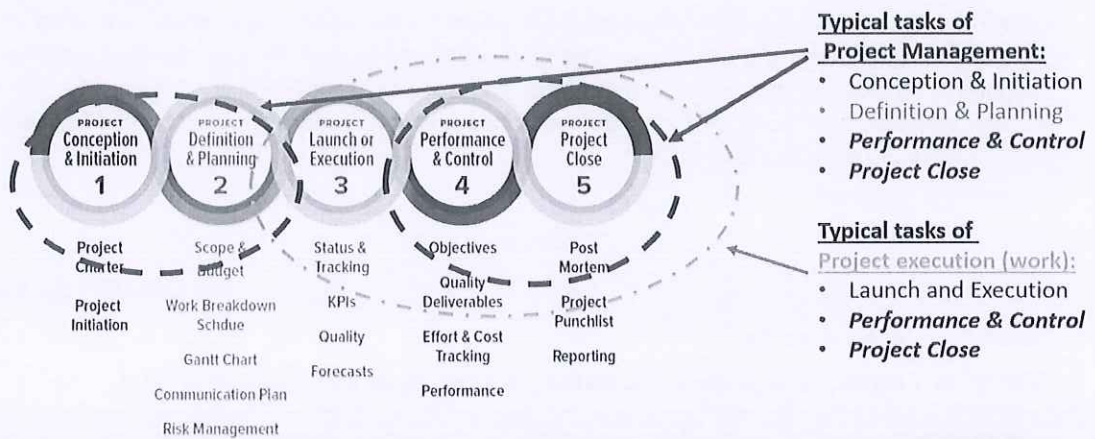 PROJECT
Conception
& Initiation
1
Project
Charter
Project
Initiation
PROJECT
Definition
& Planning
2
Scope &
Budget
Work Breakdown
Schdue
Gantt Chart
Communication Plan
Risk Management
PROJECT
Launch or
Execution
3
Status &
Tracking
KPIs
Quality
Forecasts
PROJECT
Performance
& Control
4
Objectives
Quality
Deliverables
Effort & Cost
Tracking
Performance
PROJECT
Project
Close
5
Post
Mortem
Project
Punchlist
Reporting
Typical tasks of
Project Management:
• Conception & Initiation
• Definition & Planning
• Performance & Control
• Project Close
Typical tasks of
Project execution (work):
• Launch and Execution
• Performance & Control
• Project Close